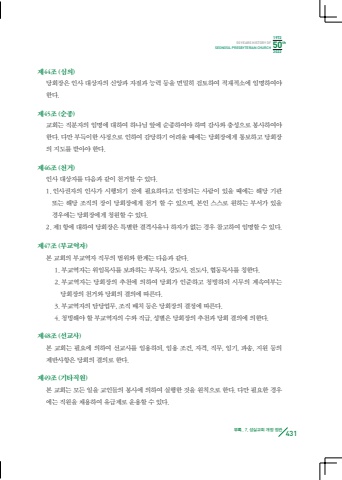 1972
50 YEARS HISTORY OF
SEONGSIL PRESBYTERIAN CHURCH
50th
2022
제44조 (심의)
당회장은 인사 대상자의 신앙과 자질과 능력 등을 면밀히 검토하여 적재적소에 임명하여야
한다.
제45조 (순종)
교회는 직분자의 임명에 대하여 하나님 앞에 순종하여야 하며 감사와 충성으로 봉사하여야
한다. 다만 부득이한 사정으로 인하여 감당하기 어려울 때에는 당회장에게 통보하고 당회장
의 지도를 받아야 한다.
제46조 (천거)
인사 대상자를 다음과 같이 천거할 수 있다.
1. 인사권자의 인사가 시행되기 전에 필요하다고 인정되는 사람이 있을 때에는 해당 기관
또는 해당 조직의 장이 당회장에게 천거 할 수 있으며, 본인 스스로 원하는 부서가 있을
경우에는 당회장에게 청원할 수 있다.
2. 제1항에 대하여 당회장은 특별한 결격사유나 하자가 없는 경우 참고하여 임명할 수 있다.
제47조 (부교역자)
본 교회의 부교역자 직무의 범위와 한계는 다음과 같다.
1. 부교역자는 위임목사를 보좌하는 부목사, 강도사, 전도사, 협동목사를 칭한다.
2. 부교역자는 당회장의 추천에 의하여 당회가 인준하고 청빙하되 시무의 계속여부는
당회장의 천거와 당회의 결의에 따른다.
3. 부교역자의 담당업무, 조직 배치 등은 당회장의 결정에 따른다.
4. 청빙해야 할 부교역자의 수와 직급, 성별은 당회장의 추천과 당회 결의에 의한다.
제48조 (선교사)
본 교회는 필요에 의하여 선교사를 임용하되, 임용 조건, 자격, 직무, 임기, 파송, 지원 등의
제반사항은 당회의 결의로 한다.
제49조 (기타직원)
본 교회는 모든 일을 교인들의 봉사에 의하여 실행한 것을 원칙으로 한다. 다만 필요한 경우
에는 직원을 채용하여 유급제로 운용할 수 있다.
부록. 7. 성실교회 재정 법전
431